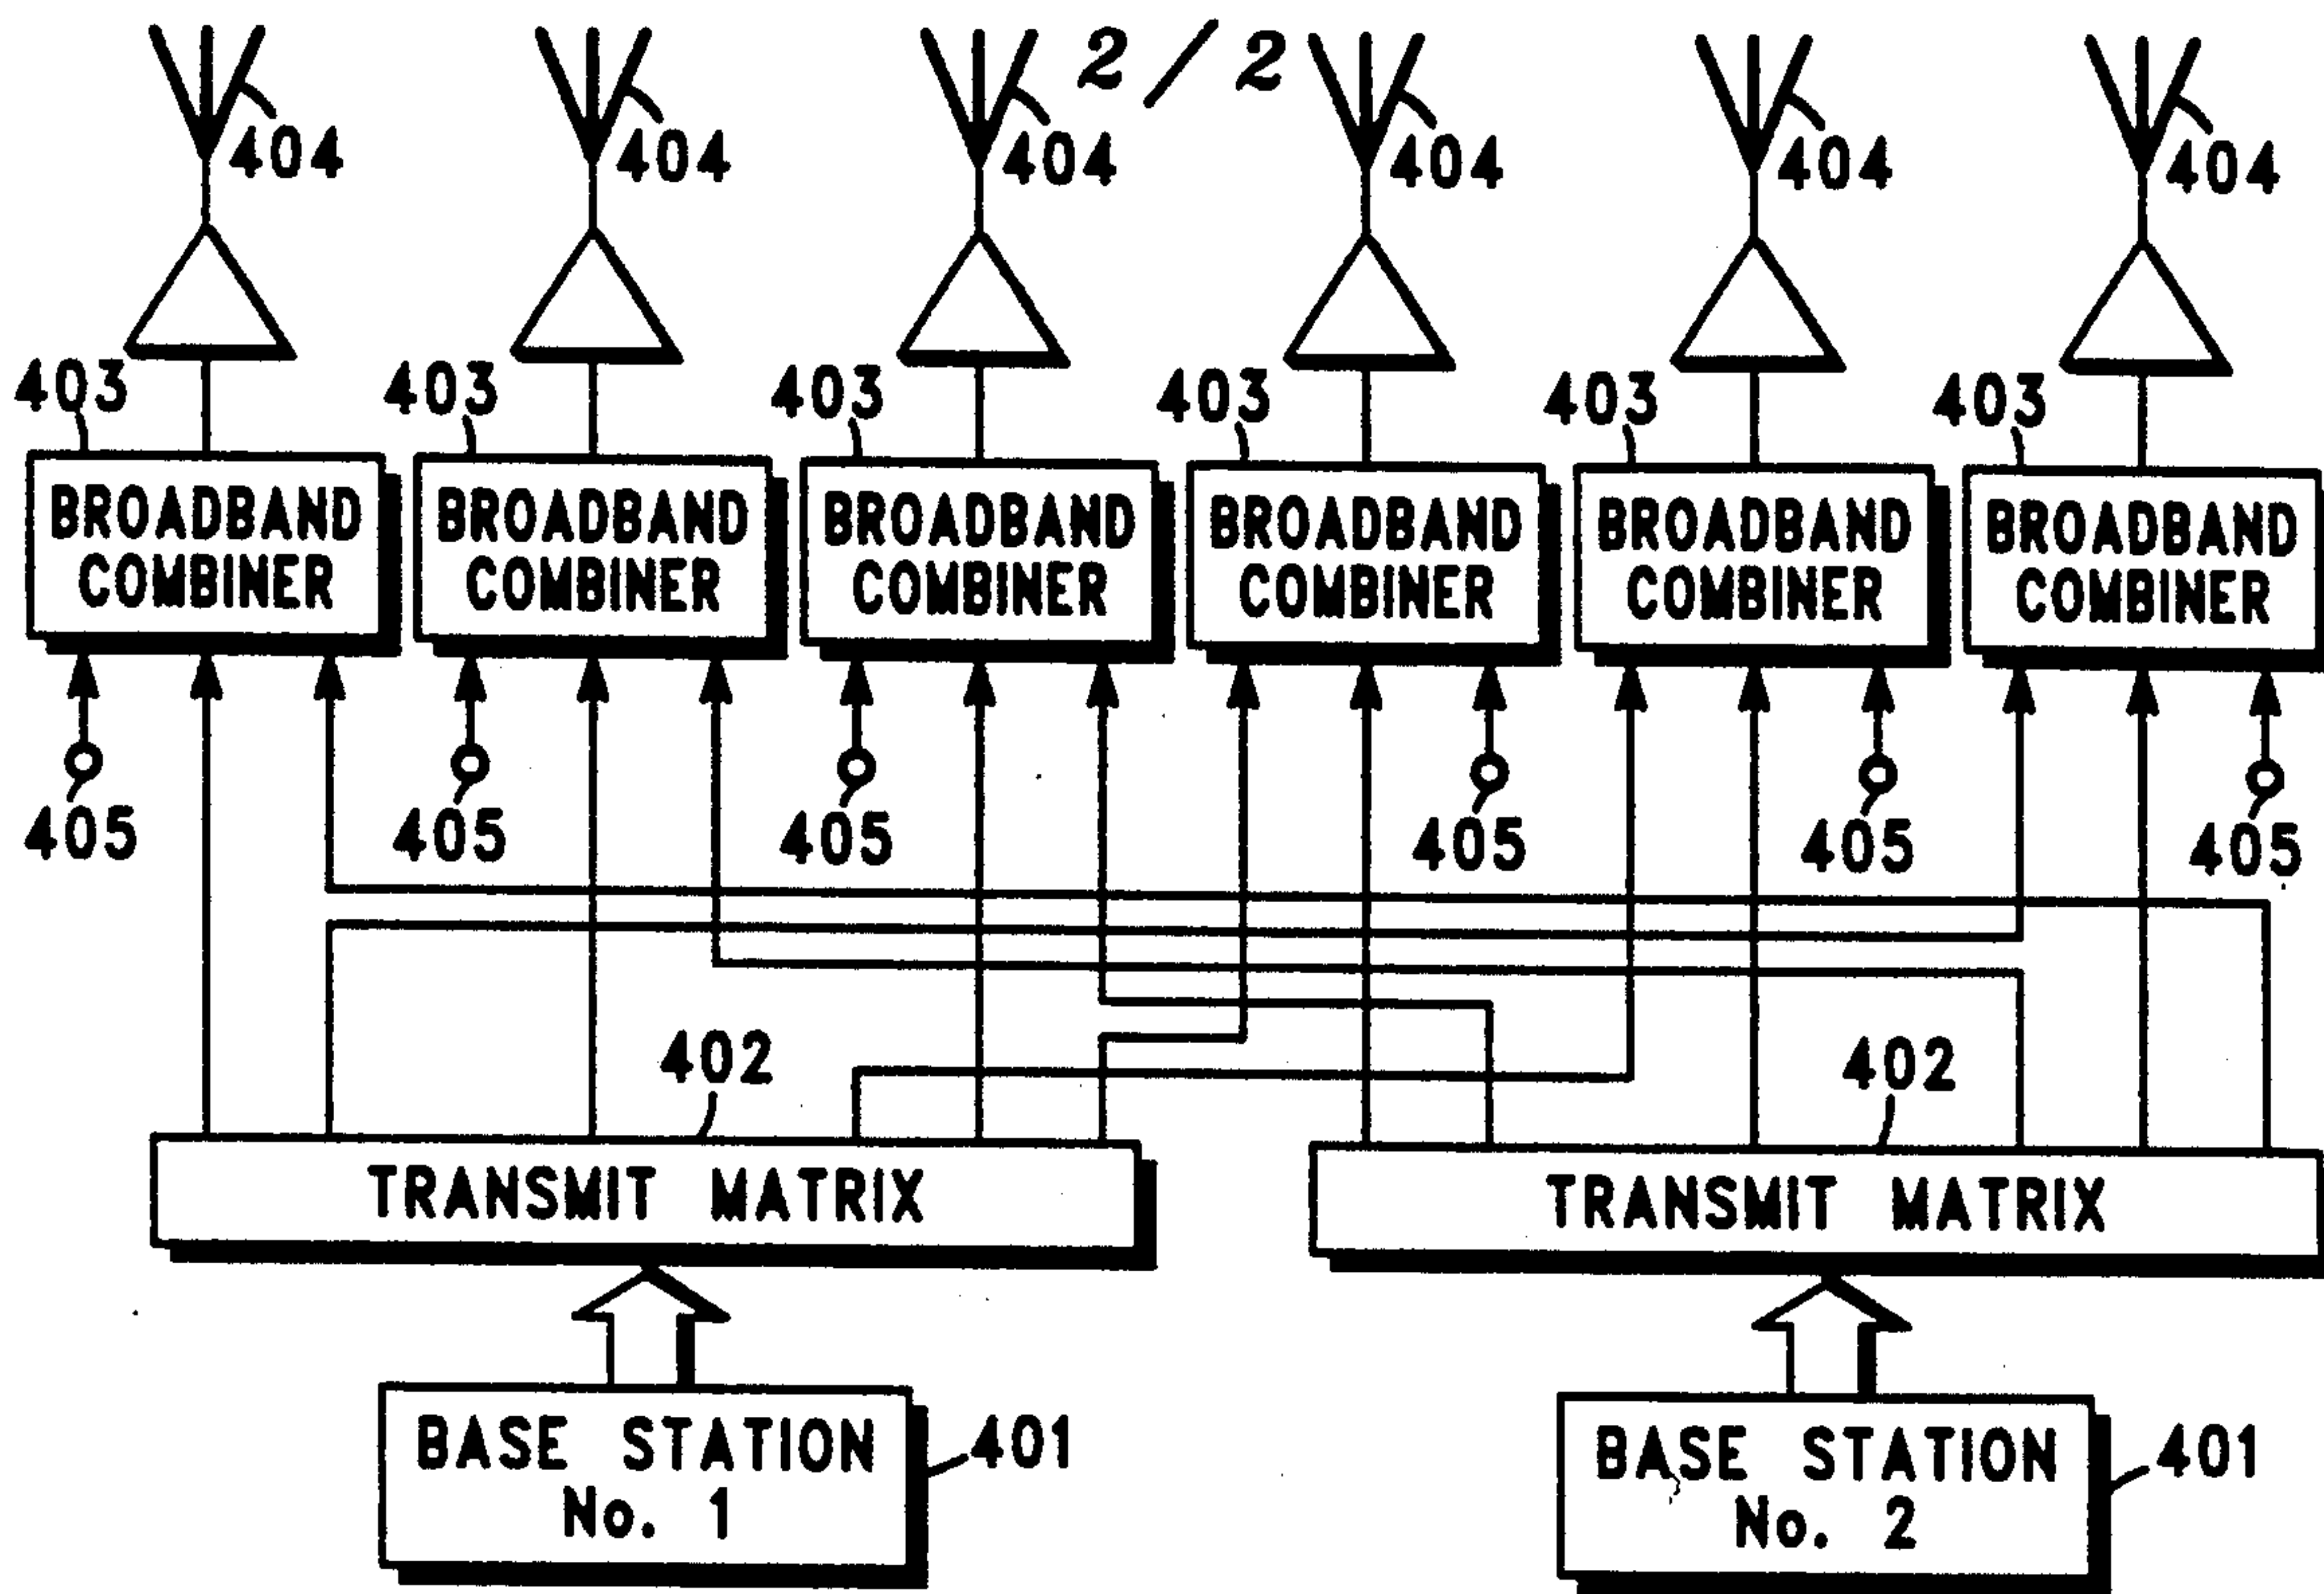 2/2
404 404 404 404 404 404
403 403 403 403 403 403
BROADBAND COMBINER
BROADBAND COMBINER
BROADBAND COMBINER
BROADBAND COMBINER
BROADBAND COMBINER
BROADBAND COMBINER
405 405 405 405 405 405
402 402
TRANSMIT MATRIX
TRANSMIT MATRIX
BASE STATION
No. 1
401
BASE STATION
No. 2
401